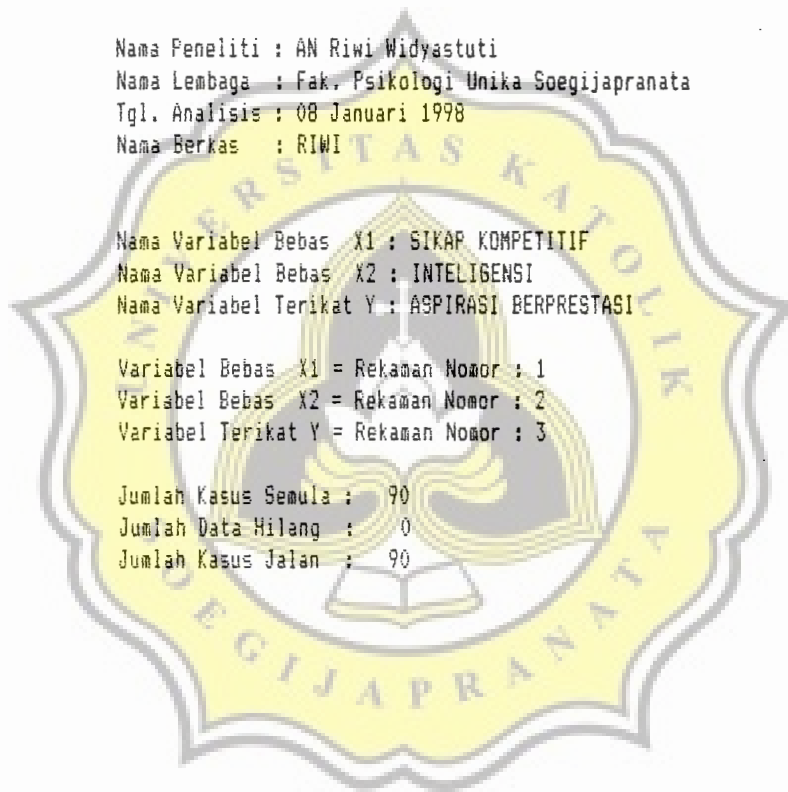 Nama Peneliti : AN Riwi Widyastuti
Nama Lembaga : Fak. Psikologi Unika Soegijapranata
Tgl. Analisis : 08 Januari 1998
Nama Berkas : RIWI
Nama Variabel Bebas X1 : SIKAP KOMPETITIF
Nama Variabel Bebas X2 : INTELIGENSI
Nama Variabel Terikat Y : ASPIRASI BERPRESTASI
Variabel Bebas X1 = Rekaman Nomor : 1
Variabel Bebas X2 = Rekaman Nomor : 2
Variabel Terikat Y = Rekaman Nomor : 3
Jumlah Kasus Semula : 90
Jumlah Data Hilang : 0
Jumlah Kasus Jalan : 90
UNIVERSITAS KATOLIK
SOEGIJAPRANATA